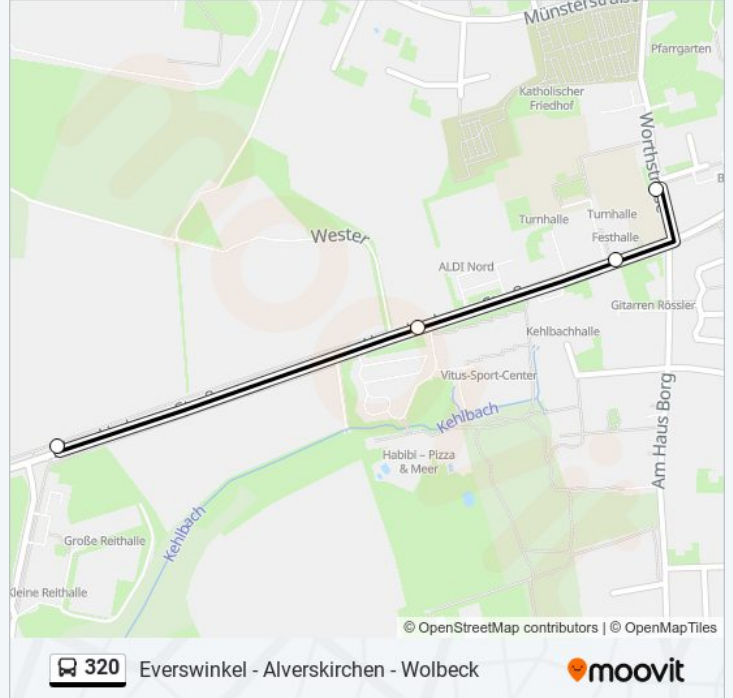 Münsterstraße
Pfarrgarten
Katholischer
Friedhof
Turnhalle
Turnhalle
Festhalle
Wester
ALDI Nord
Gitarren Rössler
Kehlbachhalle
Vitus-Sport-Center
Kehlbach
Am Haus Borg
Habibi – Pizza
& Meer
Kehlbach
Große Reithalle
Kleine Reithalle
© OpenStreetMap contributors | © OpenMapTiles
320 Everswinkel - Alverskirchen - Wolbeck
moovit